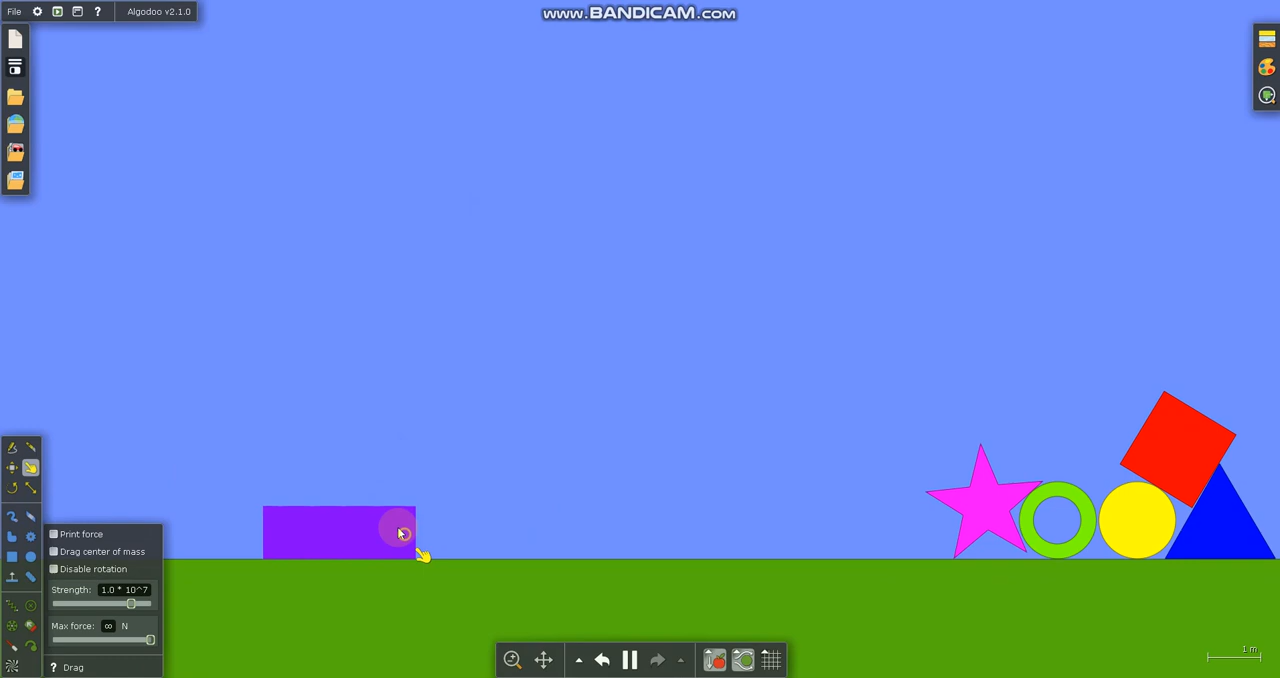 File ? Algodoo v2.1.0
www.BANDICAM.com
Print force
Drag center of mass
Disable rotation
Strength: 1.0 * 10^7
Max force: ∞ N
? Drag
1 m